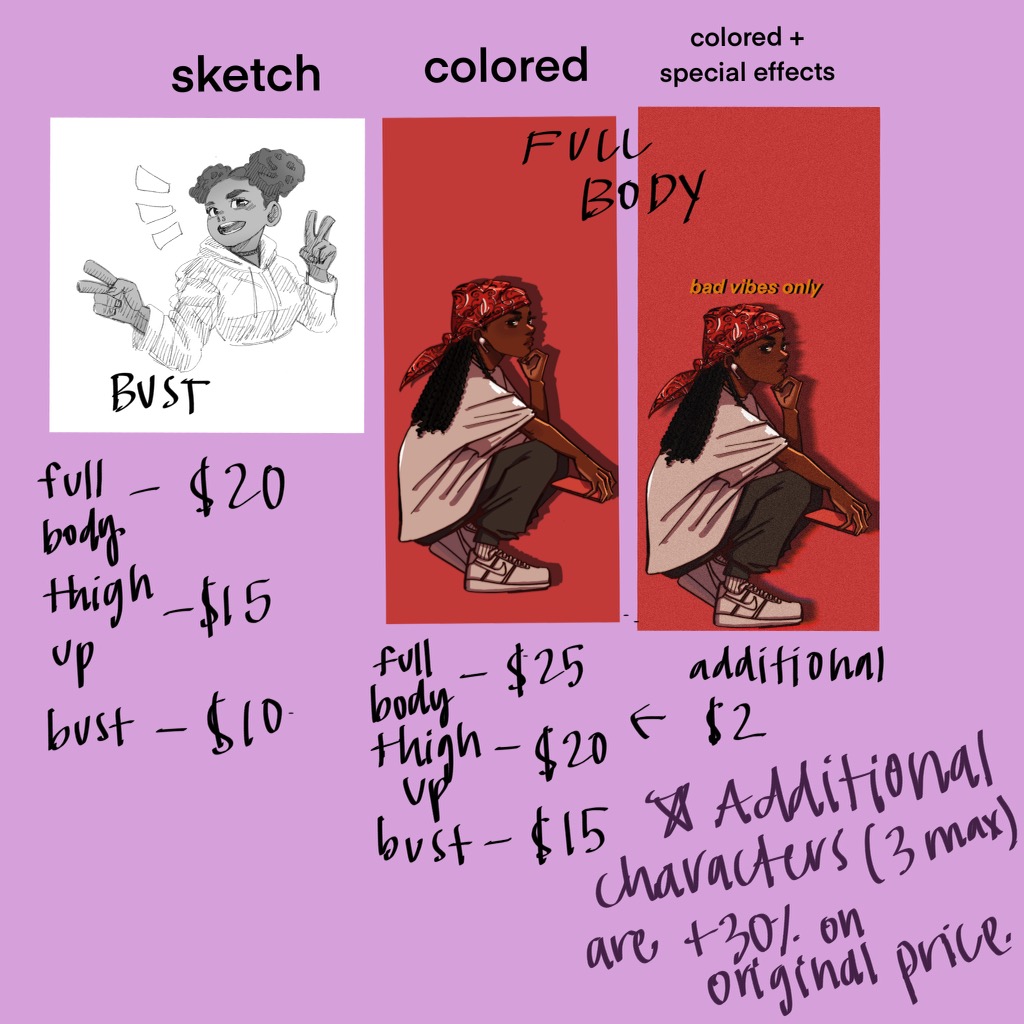 sketch
BUST
full – $20
body
thigh – $15
up
bust – $10
colored
FULL
BODY
full – $25
body
thigh – $20
up
bust – $15
colored +
special effects
bad vibes only
additional
← $2
☆ Additional
characters (3 max)
are +30% on
original price.